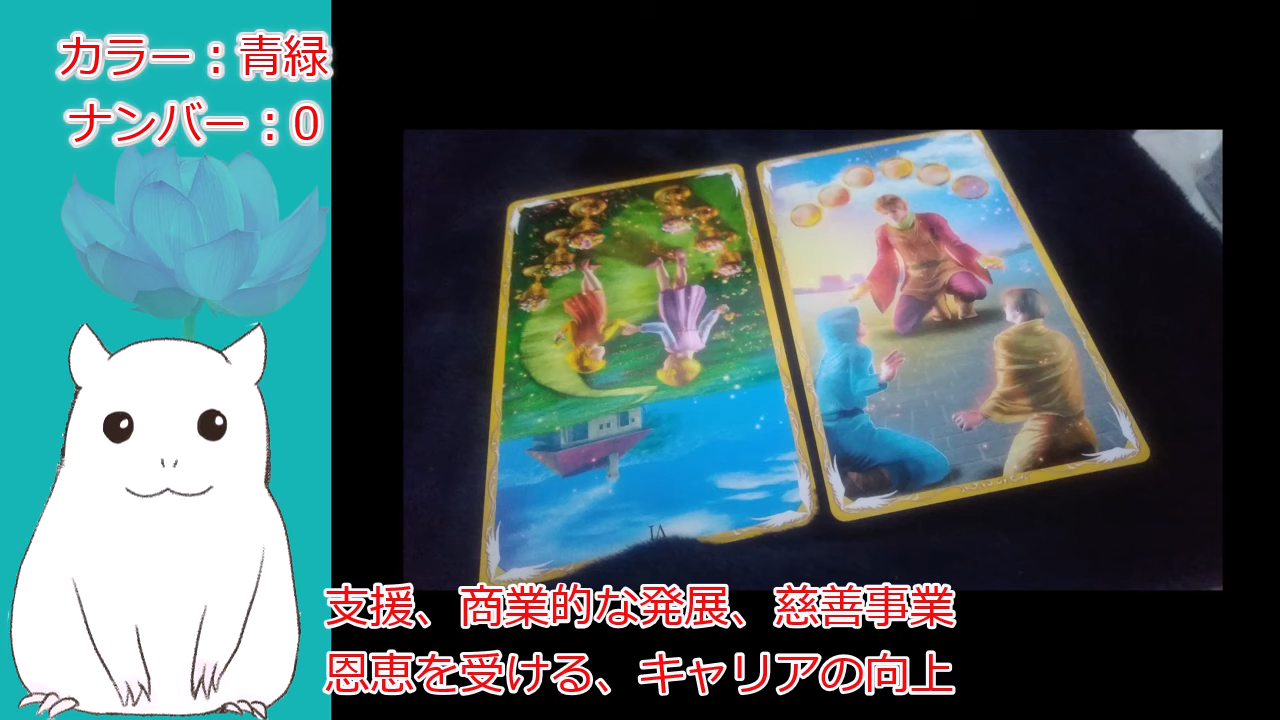 カラー：青緑
ナンバー：0
VI
支援、商業的な発展、慈善事業
恩恵を受ける、キャリアの向上